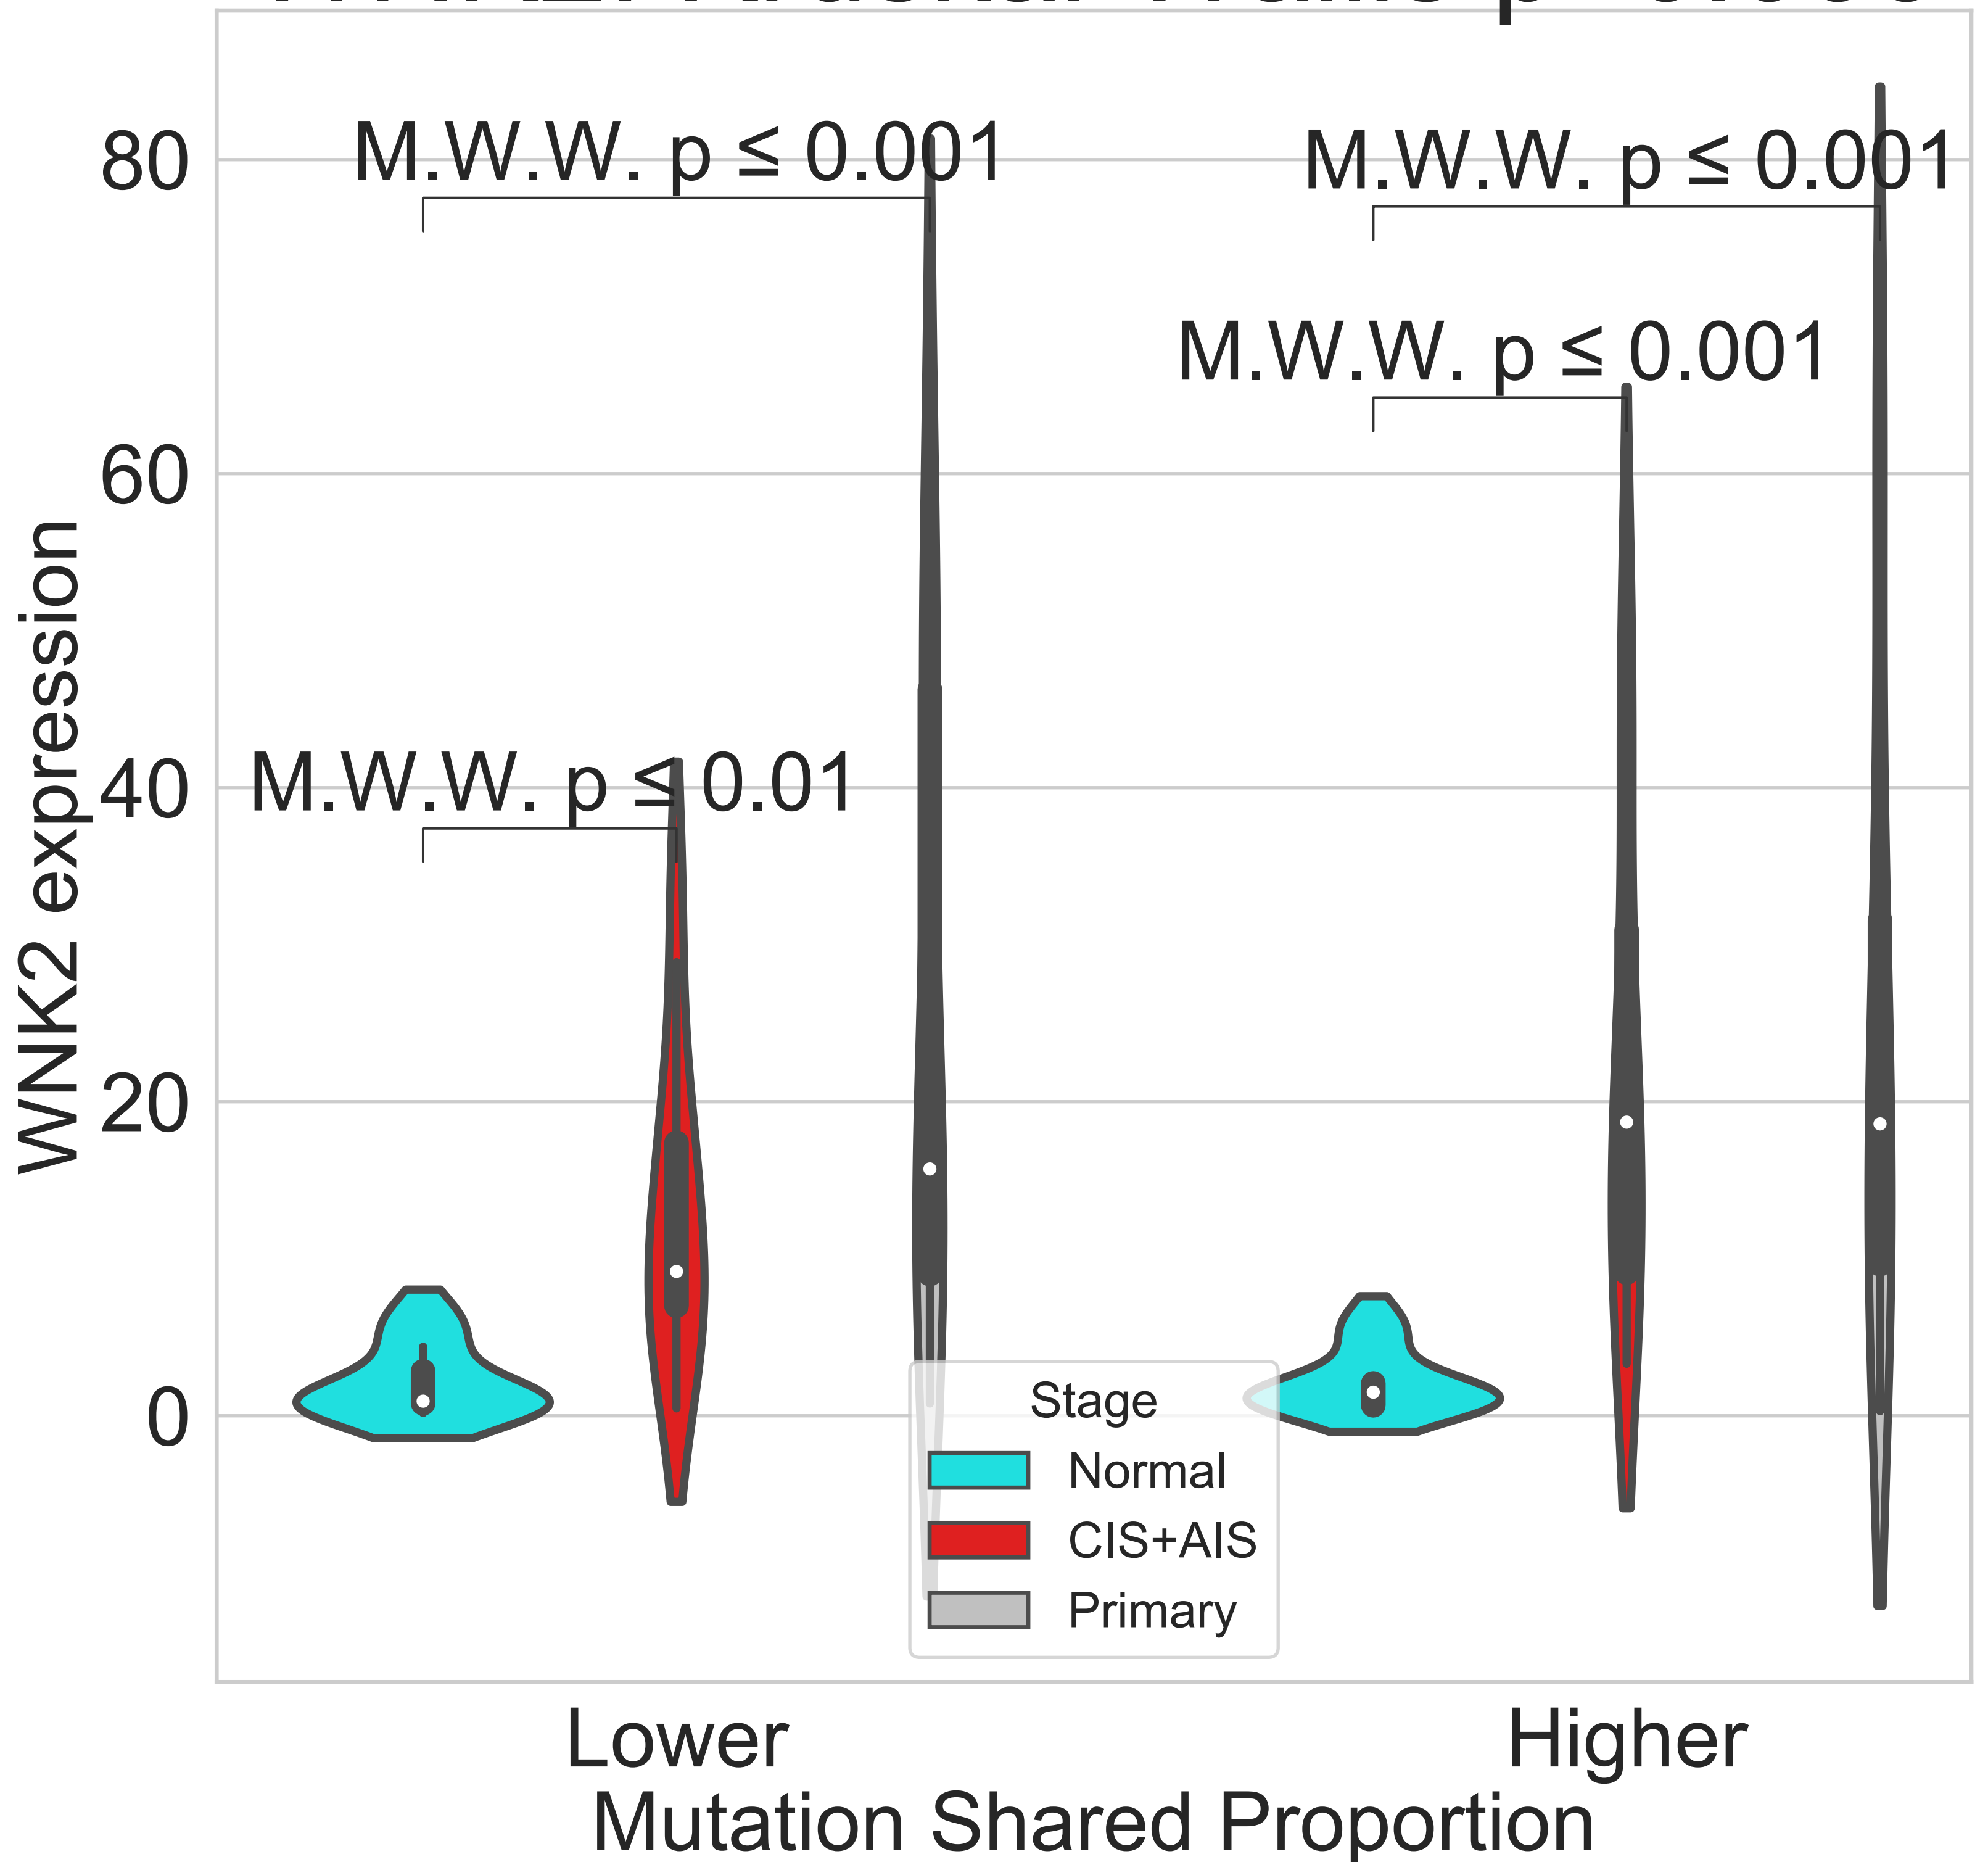 M.W.W. p ≤ 0.001
M.W.W. p ≤ 0.001
M.W.W. p ≤ 0.001
M.W.W. p ≤ 0.01
80
60
40
20
0
WNK2 expression
Stage
Normal
CIS+AIS
Primary
Lower
Higher
Mutation Shared Proportion